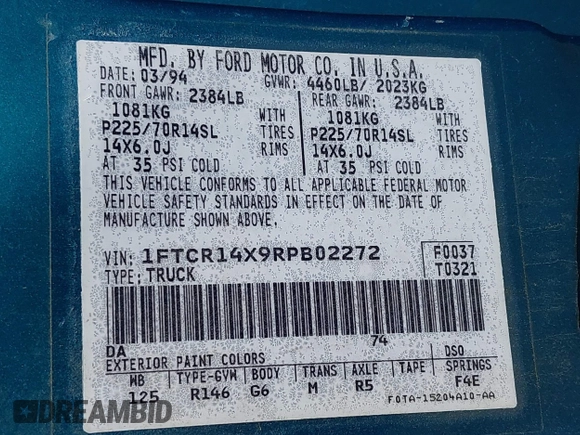 MFD. BY FORD MOTOR CO. IN U.S.A.
DATE: 03/94 GVWR: 4460LB/ 2023KG
FRONT GAWR: 2384LB REAR GAWR: 2384LB
1081KG WITH 1081KG WITH
P225/70R14SL TIRES P225/70R14SL TIRES
14X6.0J RIMS 14X6.0J RIMS
AT 35 PSI COLD AT 35 PSI COLD
THIS VEHICLE CONFORMS TO ALL APPLICABLE FEDERAL MOTOR
VEHICLE SAFETY STANDARDS IN EFFECT ON THE DATE OF
MANUFACTURE SHOWN ABOVE.
VIN: 1FTCR14X9RPB02272 F0037
TYPE: TRUCK T0321
74
DA
EXTERIOR PAINT COLORS DSO
WB TYPE-GVW BODY TRANS AXLE TAPE SPRINGS
125 R146 G6 M R5 F4E
F0TA-15204A10-AA
DREAMBID